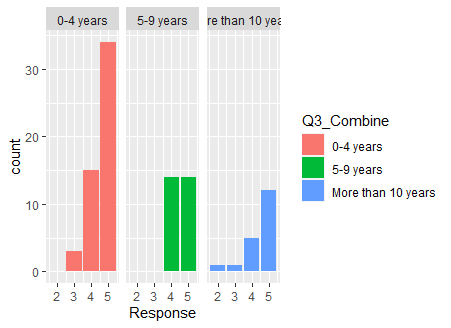 0-4 years 5-9 years re than 10 yea
30
20
10
0
count
2 3 4 5 2 3 4 5 2 3 4 5
Response
Q3_Combine
0-4 years
5-9 years
More than 10 years